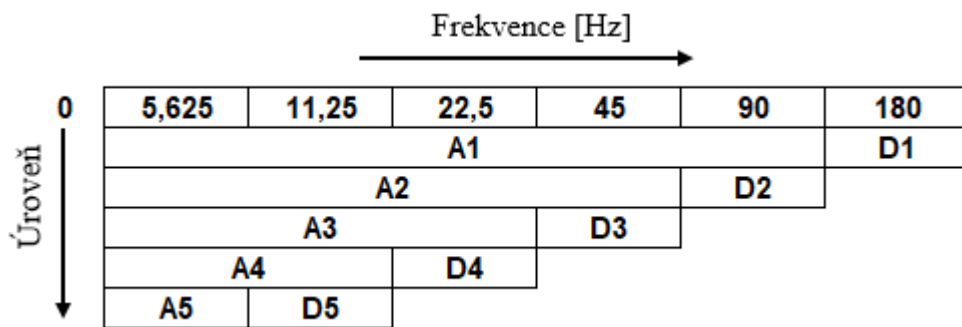 Frekvence [Hz]
0 5,625 11,25 22,5 45 90 180
A1 D1
A2 D2
A3 D3
A4 D4
A5 D5
Úroveň